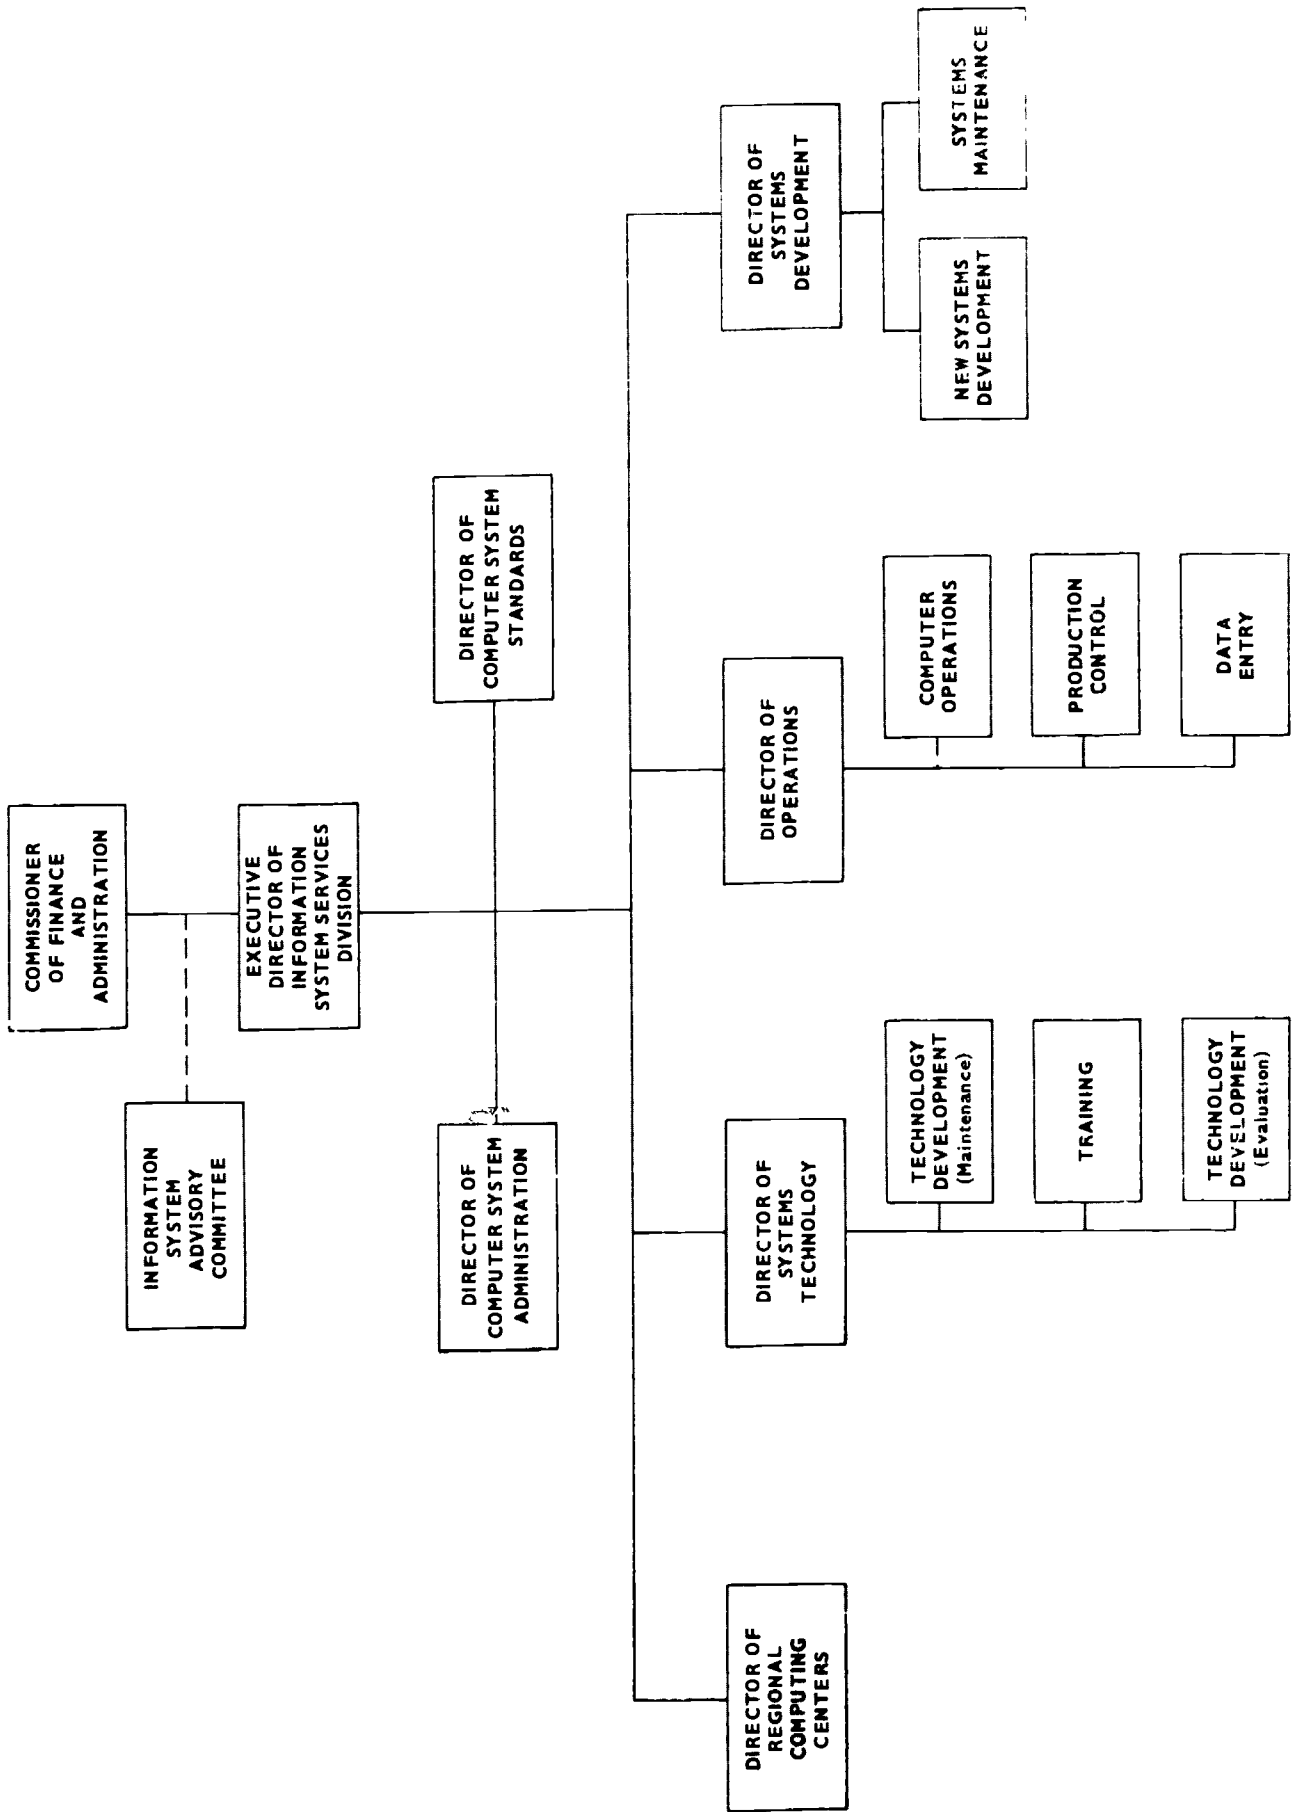 COMMISSIONER
OF FINANCE
AND
ADMINISTRATION
INFORMATION
SYSTEM
ADVISORY
COMMITTEE
EXECUTIVE
DIRECTOR OF
INFORMATION
SYSTEM SERVICES
DIVISION
DIRECTOR OF
COMPUTER SYSTEM
ADMINISTRATION
DIRECTOR OF
COMPUTER SYSTEM
STANDARDS
DIRECTOR OF
REGIONAL
COMPUTING
CENTERS
DIRECTOR OF
SYSTEMS
TECHNOLOGY
DIRECTOR OF
OPERATIONS
DIRECTOR OF
SYSTEMS
DEVELOPMENT
TECHNOLOGY
DEVELOPMENT
(Maintenance)
TRAINING
TECHNOLOGY
DEVELOPMENT
(Evaluation)
COMPUTER
OPERATIONS
PRODUCTION
CONTROL
DATA
ENTRY
NEW SYSTEMS
DEVELOPMENT
SYSTEMS
MAINTENANCE